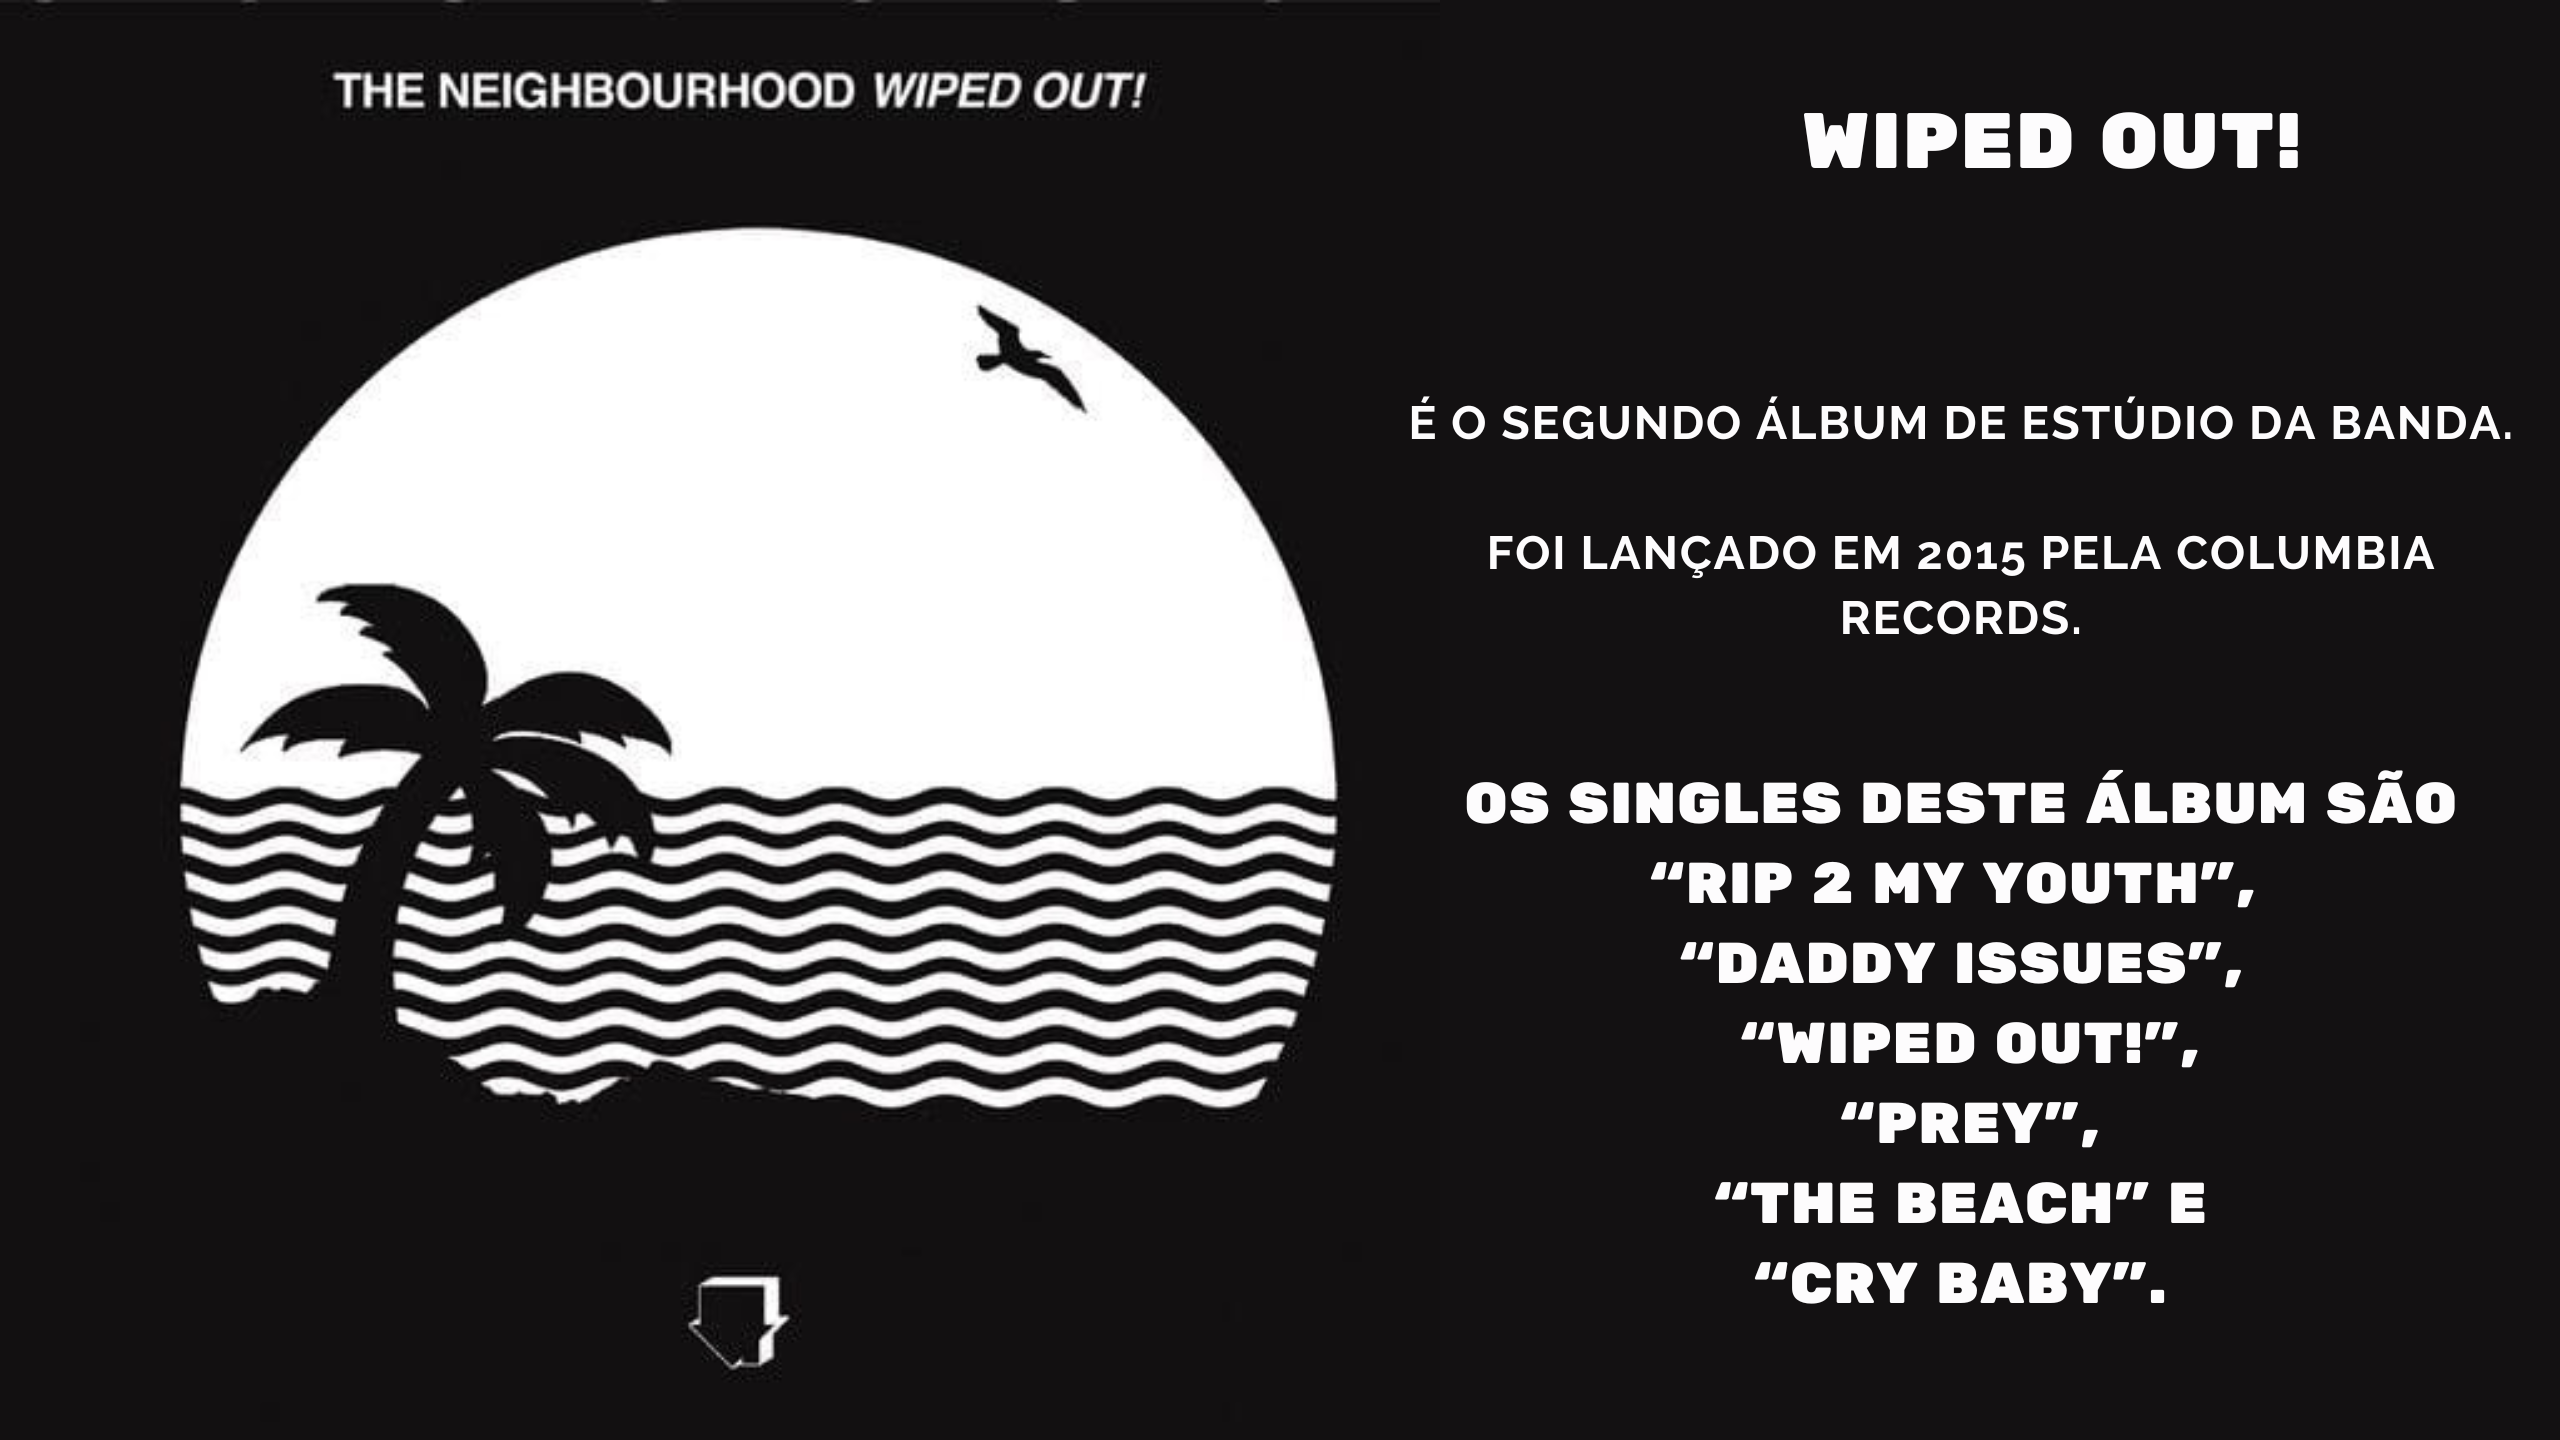 THE NEIGHBOURHOOD WIPED OUT!
WIPED OUT!
É O SEGUNDO ÁLBUM DE ESTÚDIO DA BANDA.
FOI LANÇADO EM 2015 PELA COLUMBIA
RECORDS.
OS SINGLES DESTE ÁLBUM SÃO
“RIP 2 MY YOUTH”,
“DADDY ISSUES”,
“WIPED OUT!”,
“PREY”,
“THE BEACH” E
“CRY BABY”.